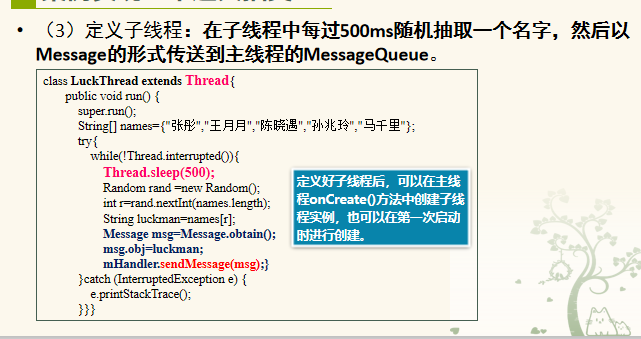 • （3）定义子线程：在子线程中每过500ms随机抽取一个名字，然后以
Message的形式传送到主线程的MessageQueue。
class LuckThread extends Thread{
public void run() {
super.run();
String[] names={"张彤","王月月","陈晓遇","孙兆玲","马千里"};
try{
while(!Thread.interrupted()){
Thread.sleep(500);
Random rand =new Random();
int r=rand.nextInt(names.length);
String luckman=names[r];
Message msg=Message.obtain();
msg.obj=luckman;
mHandler.sendMessage(msg);}
}catch (InterruptedException e) {
e.printStackTrace();
}}}
定义好子线程后，可以在主线
程onCreate()方法中创建子线
程实例，也可以在第一次启动
时进行创建。